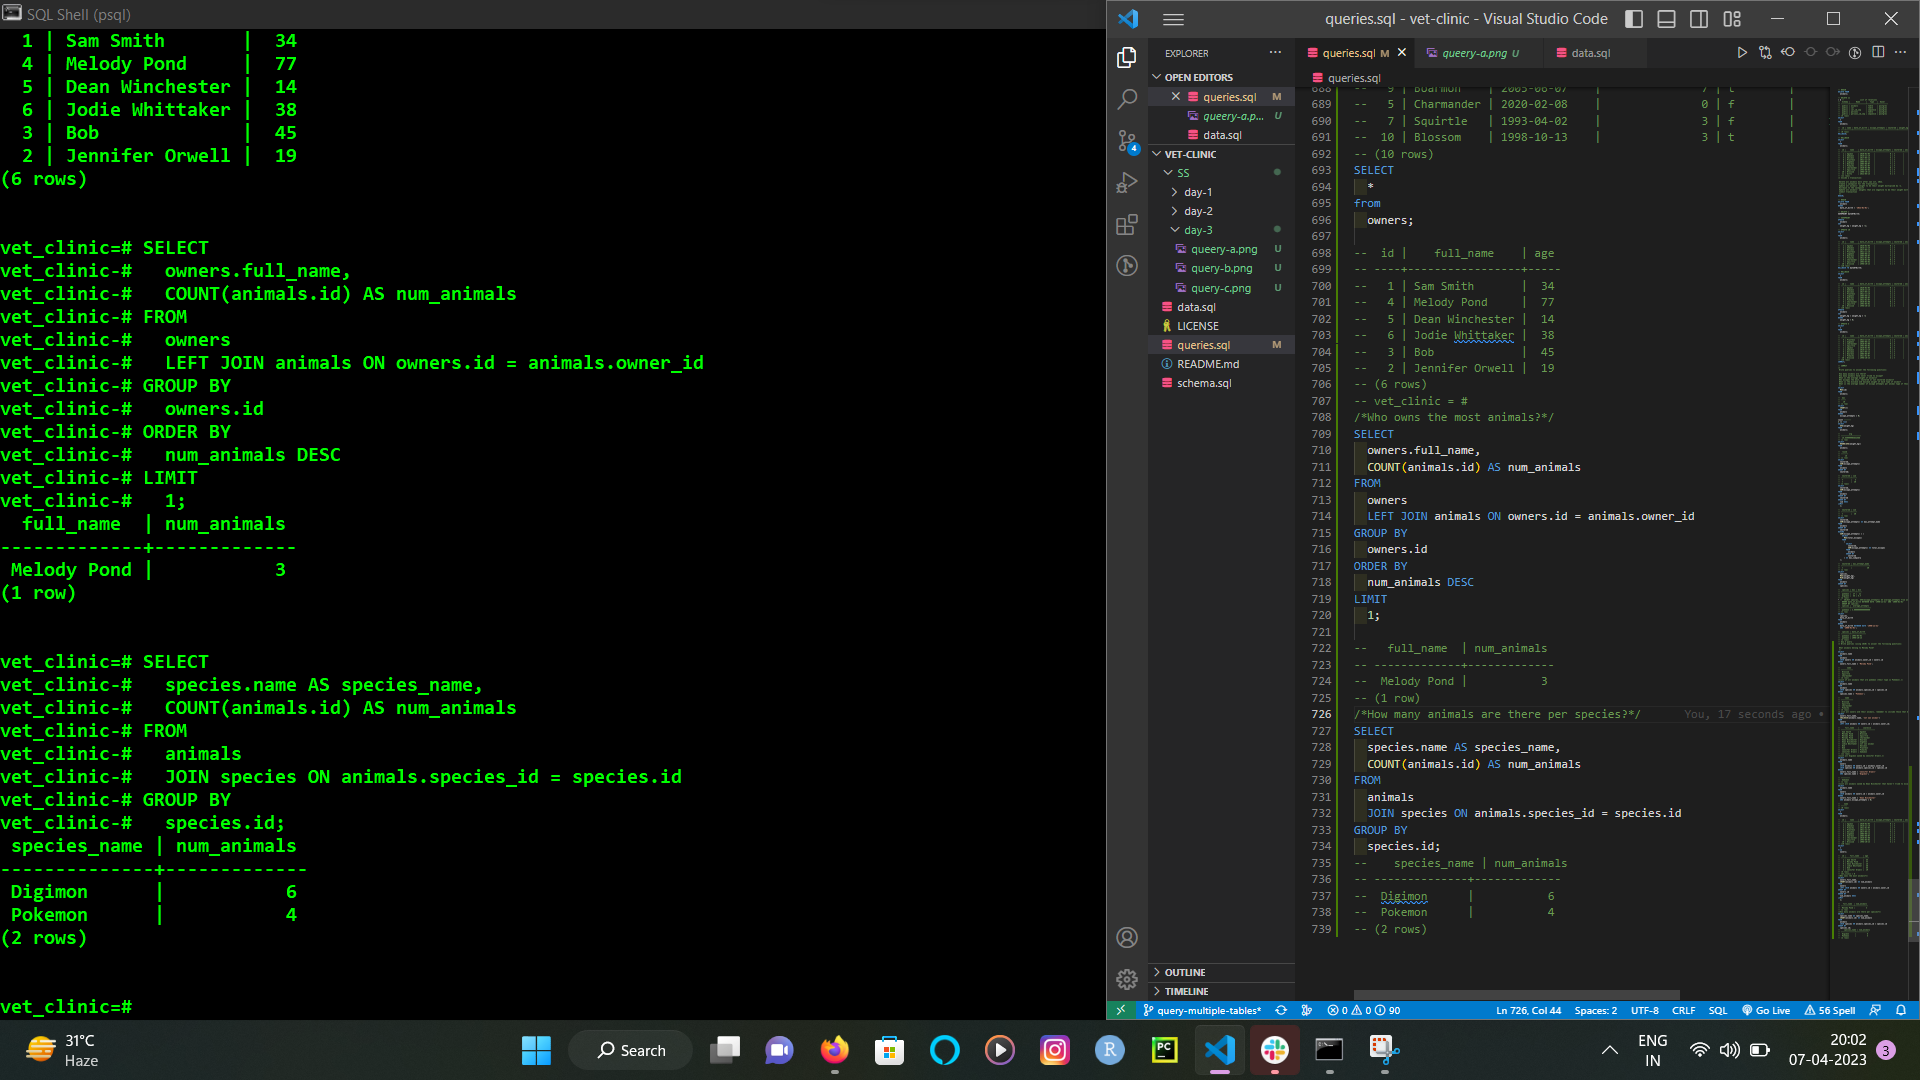 SQL Shell (psql)
1 | Sam Smith | 34
4 | Melody Pond | 77
5 | Dean Winchester | 14
6 | Jodie Whittaker | 38
3 | Bob | 45
2 | Jennifer Orwell | 19
(6 rows)
vet_clinic=# SELECT
vet_clinic-# owners.full_name,
vet_clinic-# COUNT(animals.id) AS num_animals
vet_clinic-# FROM
vet_clinic-# owners
vet_clinic-# LEFT JOIN animals ON owners.id = animals.owner_id
vet_clinic-# GROUP BY
vet_clinic-# owners.id
vet_clinic-# ORDER BY
vet_clinic-# num_animals DESC
vet_clinic-# LIMIT
vet_clinic-# 1;
full_name | num_animals
-------------+-------------
Melody Pond | 3
(1 row)
vet_clinic=# SELECT
vet_clinic-# species.name AS species_name,
vet_clinic-# COUNT(animals.id) AS num_animals
vet_clinic-# FROM
vet_clinic-# animals
vet_clinic-# JOIN species ON animals.species_id = species.id
vet_clinic-# GROUP BY
vet_clinic-# species.id;
species_name | num_animals
--------------+-------------
Digimon | 6
Pokemon | 4
(2 rows)
vet_clinic=#
queries.sql - vet-clinic - Visual Studio Code
EXPLORER
OPEN EDITORS
queries.sql M
queery-a.p... U
data.sql
VET-CLINIC
SS
day-1
day-2
day-3
queery-a.png U
query-b.png U
query-c.png U
data.sql
LICENSE
queries.sql M
README.md
schema.sql
OUTLINE
TIMELINE
4
queries.sql M
queery-a.png U
data.sql
queries.sql
688 -- 9 | Boarmon | 2005-06-07 | 7 | t |
689 -- 5 | Charmander | 2020-02-08 | 0 | f |
690 -- 7 | Squirtle | 1993-04-02 | 3 | f |
691 -- 10 | Blossom | 1998-10-13 | 3 | t |
692 -- (10 rows)
693 SELECT
694 *
695 from
696 owners;
697
698 -- id | full_name | age
699 -- ----+-----------------+-----
700 -- 1 | Sam Smith | 34
701 -- 4 | Melody Pond | 77
702 -- 5 | Dean Winchester | 14
703 -- 6 | Jodie Whittaker | 38
704 -- 3 | Bob | 45
705 -- 2 | Jennifer Orwell | 19
706 -- (6 rows)
707 -- vet_clinic = #
708 /*Who owns the most animals?*/
709 SELECT
710 owners.full_name,
711 COUNT(animals.id) AS num_animals
712 FROM
713 owners
714 LEFT JOIN animals ON owners.id = animals.owner_id
715 GROUP BY
716 owners.id
717 ORDER BY
718 num_animals DESC
719 LIMIT
720 1;
721
722 -- full_name | num_animals
723 -- -------------+-------------
724 -- Melody Pond | 3
725 -- (1 row)
726 /*How many animals are there per species?*/ You, 17 seconds ago •
727 SELECT
728 species.name AS species_name,
729 COUNT(animals.id) AS num_animals
730 FROM
731 animals
732 JOIN species ON animals.species_id = species.id
733 GROUP BY
734 species.id;
735 -- species_name | num_animals
736 -- --------------+-------------
737 -- Digimon | 6
738 -- Pokemon | 4
739 -- (2 rows)
query-multiple-tables* 0 0 90 Ln 726, Col 44 Spaces: 2 UTF-8 CRLF SQL Go Live 56 Spell
31°C
Haze
Search
R
PC
ENG
IN
20:02
07-04-2023
3